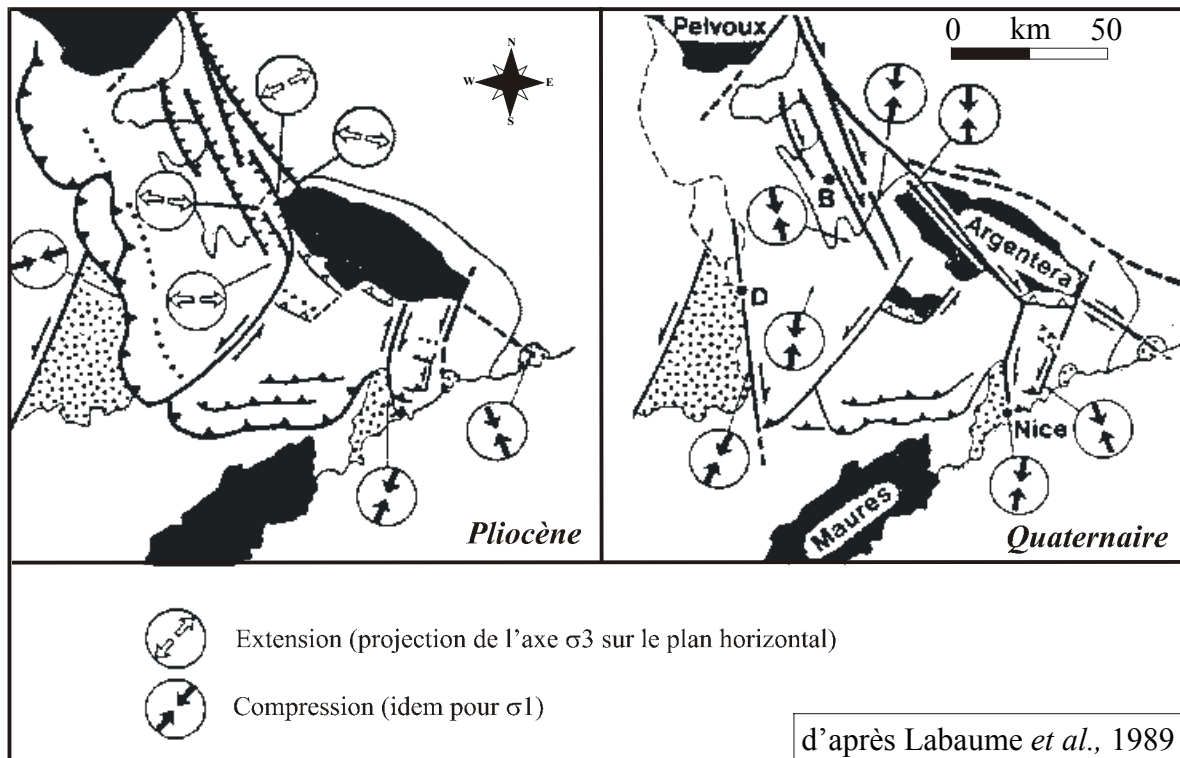 N
W E
S
Pliocène
Pelvoux
0 km 50
B
Argentera
D
Nice
Maures
Quaternaire
Extension (projection de l'axe σ3 sur le plan horizontal)
Compression (idem pour σ1)
d'après Labaume et al., 1989